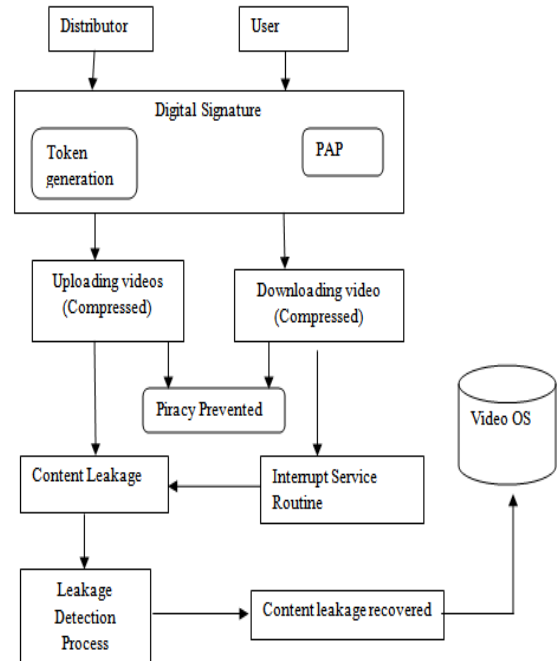 Distributor
User
Digital Signature
Token
generation
PAP
Uploading videos
(Compressed)
Downloading video
(Compressed)
Piracy Prevented
Video OS
Content Leakage
Interrupt Service
Routine
Leakage
Detection
Process
Content leakage recovered